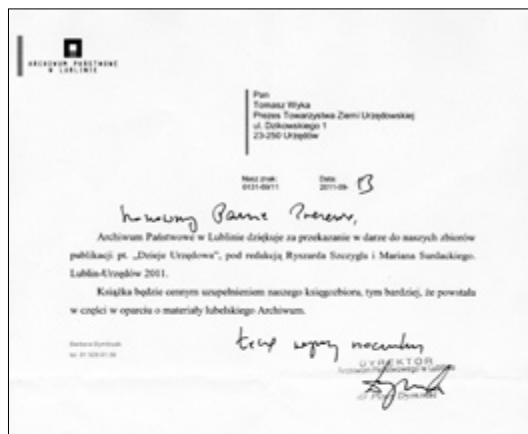 ARCHIWUM PAŃSTWOWE
W LUBLINIE
Pan
Tomasz Wyka
Prezes Towarzystwa Ziemi Urzędowskiej
ul. Dzikowskiego 1
23-250 Urzędów
Nasz znak: Data:
2011-09- 13
Szanowny Panie Prezesie,
Archiwum Państwowe w Lublinie dziękuje za przekazanie w darze do naszych zbiorów
publikacji pt. „Dzieje Urzędowa”, pod redakcją Ryszarda Szczygła i Mariana Surdackiego.
Lublin-Urzędów 2011.
Książka będzie cennym uzupełnieniem naszego księgozbioru, tym bardziej, że powstała
w części w oparciu o materiały lubelskiego Archiwum.
łączę wyrazy szacunku
DYREKTOR
Archiwum Państwowego w Lublinie